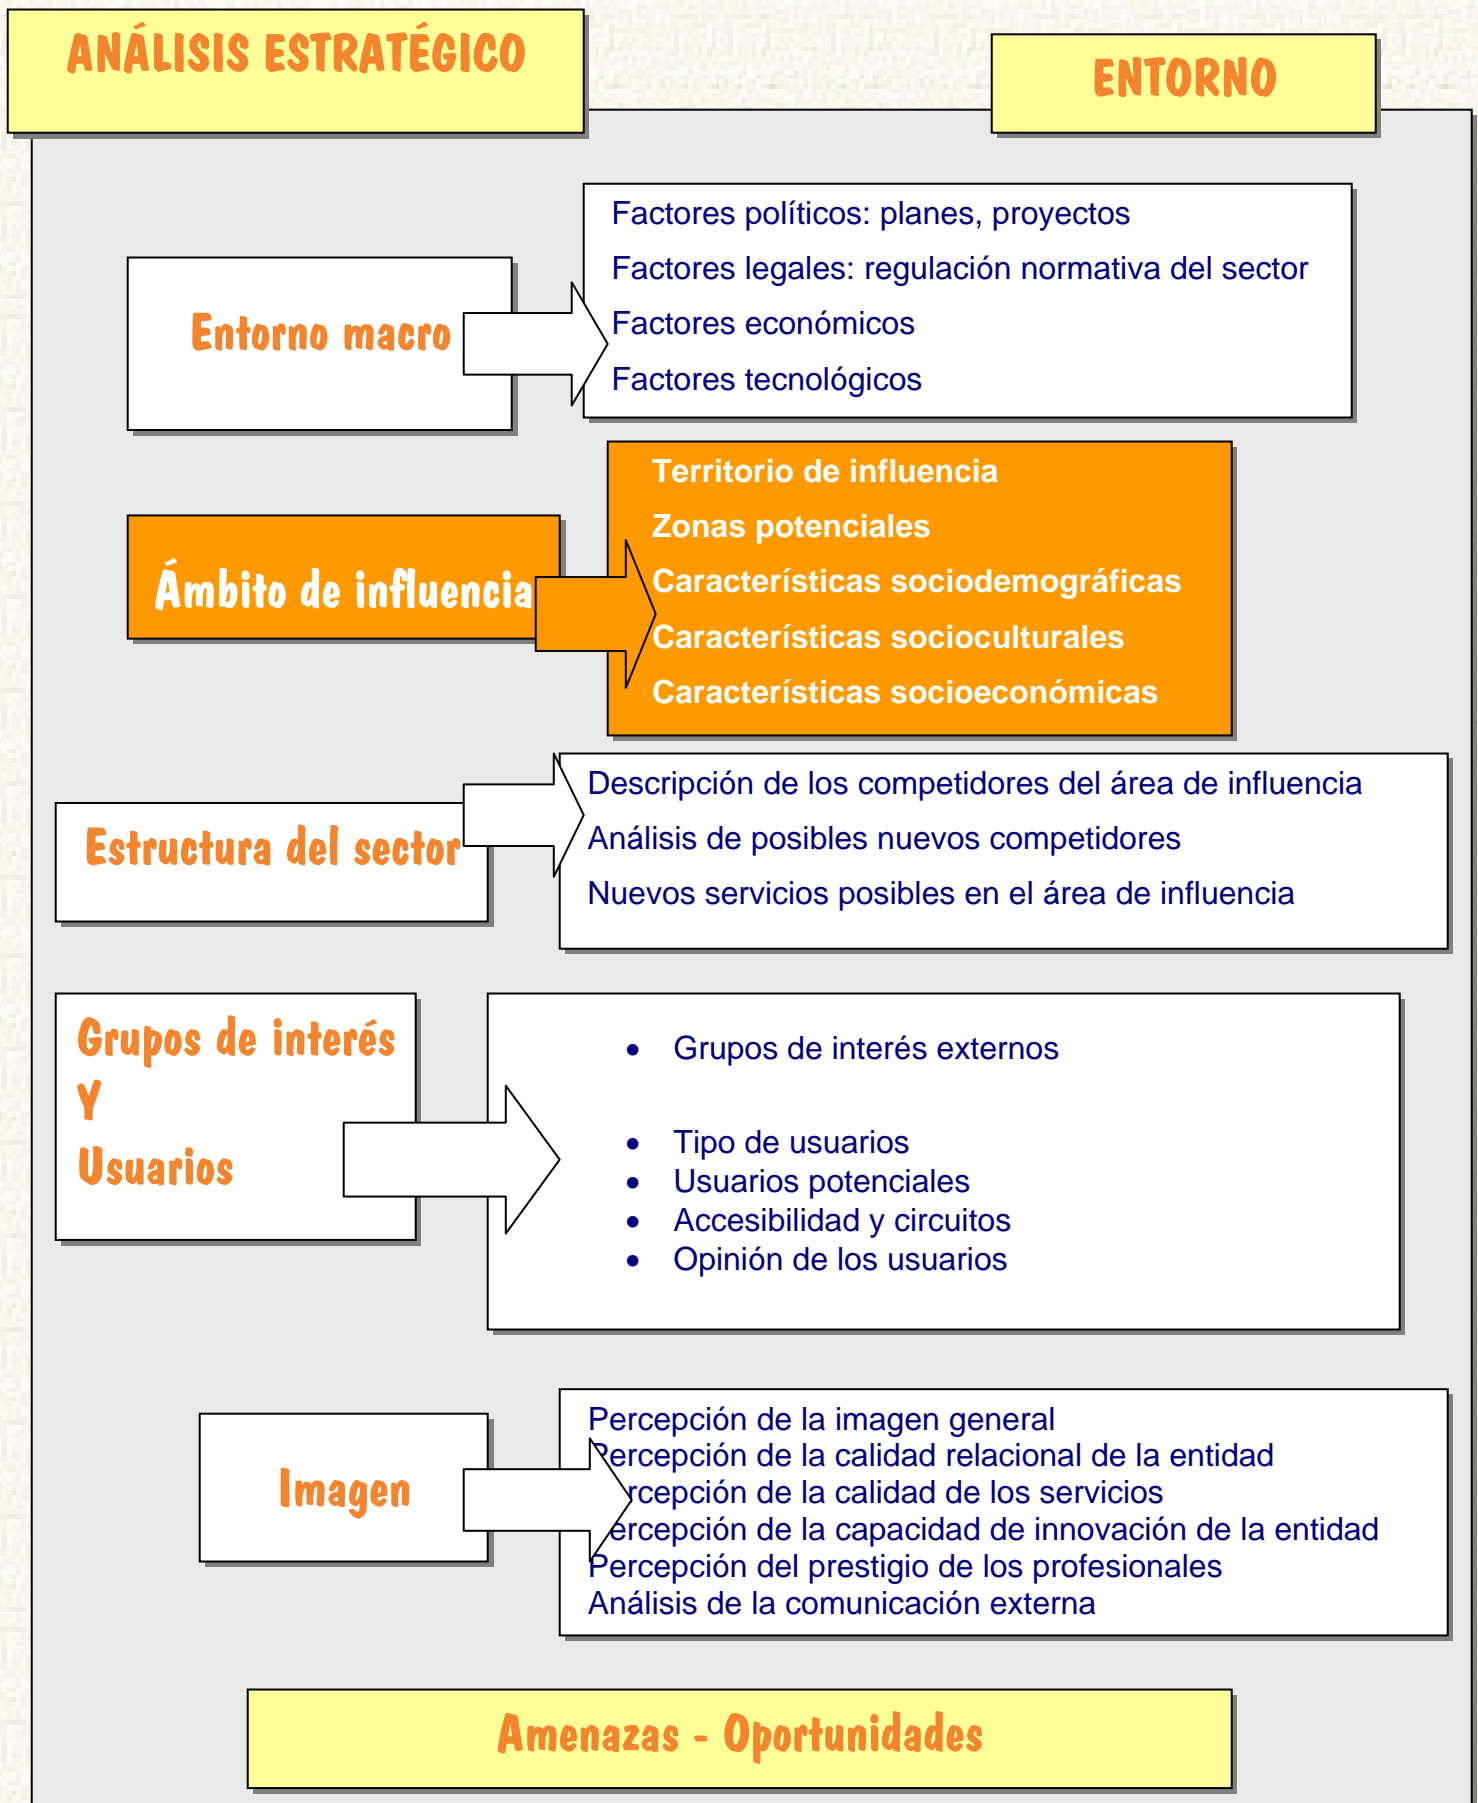 ANÁLISIS ESTRATÉGICO
ENTORNO
Entorno macro
Factores políticos: planes, proyectos
Factores legales: regulación normativa del sector
Factores económicos
Factores tecnológicos
Ámbito de influencia
Territorio de influencia
Zonas potenciales
Características sociodemográficas
Características socioculturales
Características socioeconómicas
Estructura del sector
Descripción de los competidores del área de influencia
Análisis de posibles nuevos competidores
Nuevos servicios posibles en el área de influencia
Grupos de interés
Y
Usuarios
• Grupos de interés externos
• Tipo de usuarios
• Usuarios potenciales
• Accesibilidad y circuitos
• Opinión de los usuarios
Imagen
Percepción de la imagen general
Percepción de la calidad relacional de la entidad
Percepción de la calidad de los servicios
Percepción de la capacidad de innovación de la entidad
Percepción del prestigio de los profesionales
Análisis de la comunicación externa
Amenazas - Oportunidades